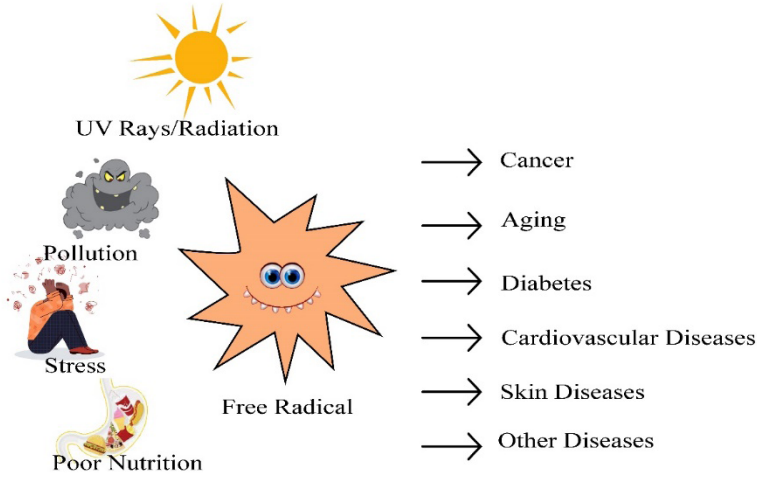 UV Rays/Radiation
Pollution
Stress
Poor Nutrition
Free Radical
Cancer
Aging
Diabetes
Cardiovascular Diseases
Skin Diseases
Other Diseases